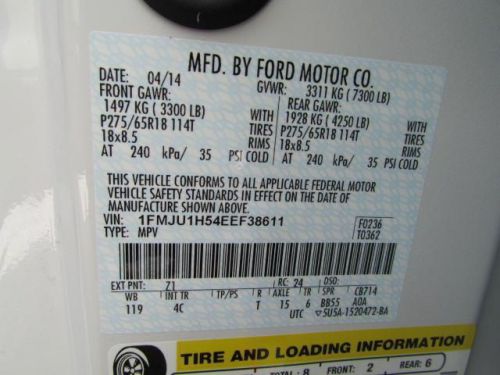 MFD. BY FORD MOTOR CO.
DATE: 04/14 GVWR: 3311 KG (7300 LB)
FRONT GAWR: REAR GAWR:
1497 KG (3300 LB) 1928 KG (4250 LB)
P275/65R18 114T WITH TIRES P275/65R18 114T WITH TIRES
18x8.5 RIMS 18x8.5 RIMS
AT 240 kPa/ 35 PSI COLD AT 240 kPa/ 35 PSI COLD
THIS VEHICLE CONFORMS TO ALL APPLICABLE FEDERAL MOTOR
VEHICLE SAFETY STANDARDS IN EFFECT ON THE DATE OF
MANUFACTURE SHOWN ABOVE.
VIN: 1FMJU1H54EEF38611 F0236
TYPE: MPV T0362
EXT PNT: Z1 RC: 24 DSO:
WB INT TR TP/PS R AXLE TR SPR CB714
119 4C T 15 6 BB55 AOA
UTC ▽5U5A-1520472-BA
TIRE AND LOADING INFORMATION
TOTAL: 8 FRONT: 2 REAR: 6